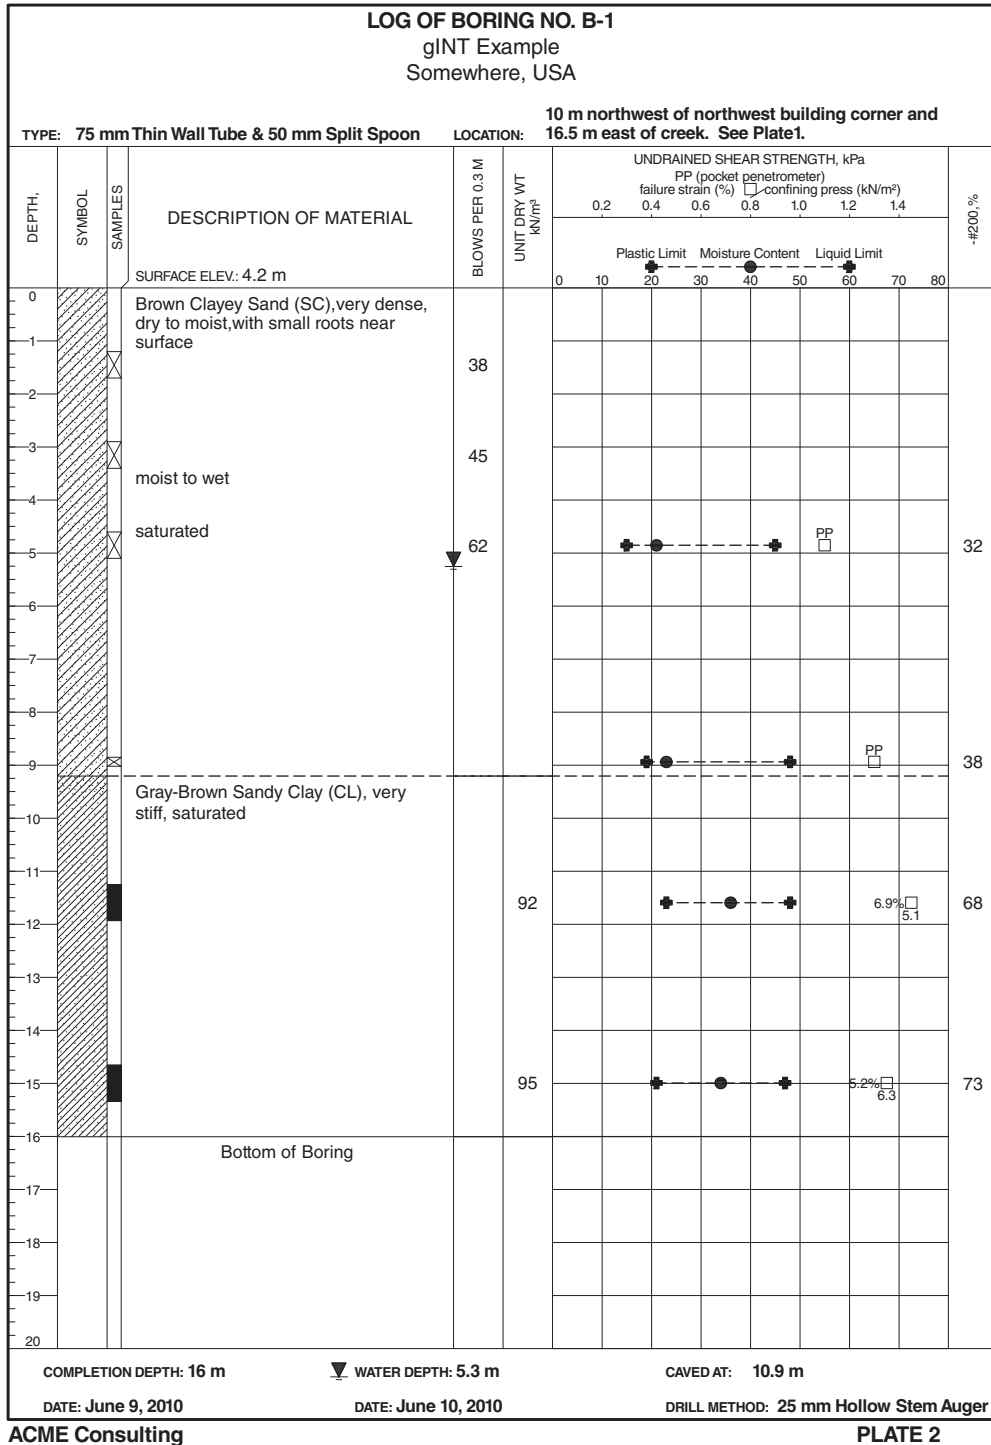 LOG OF BORING NO. B-1
gINT Example
Somewhere, USA
TYPE: 75 mm Thin Wall Tube & 50 mm Split Spoon
LOCATION: 10 m northwest of northwest building corner and
16.5 m east of creek. See Plate1.
DEPTH,
SYMBOL
SAMPLES
DESCRIPTION OF MATERIAL
SURFACE ELEV.: 4.2 m
BLOWS PER 0.3 M
UNIT DRY WT
kN/m³
UNDRAINED SHEAR STRENGTH, kPa
PP (pocket penetrometer)
failure strain (%) confining press (kN/m²)
0.2 0.4 0.6 0.8 1.0 1.2 1.4
Plastic Limit Moisture Content Liquid Limit
0 10 20 30 40 50 60 70 80
-#200,%
0
Brown Clayey Sand (SC),very dense,
dry to moist,with small roots near
surface
1
38
2
3
45
moist to wet
4
saturated
62
PP
32
5
6
7
8
PP
9
38
Gray-Brown Sandy Clay (CL), very
stiff, saturated
10
11
92
6.9%
5.1
68
12
13
14
15
95
5.2%
6.3
73
16
Bottom of Boring
17
18
19
20
COMPLETION DEPTH: 16 m
WATER DEPTH: 5.3 m
CAVED AT: 10.9 m
DATE: June 9, 2010
DATE: June 10, 2010
DRILL METHOD: 25 mm Hollow Stem Auger
ACME Consulting
PLATE 2